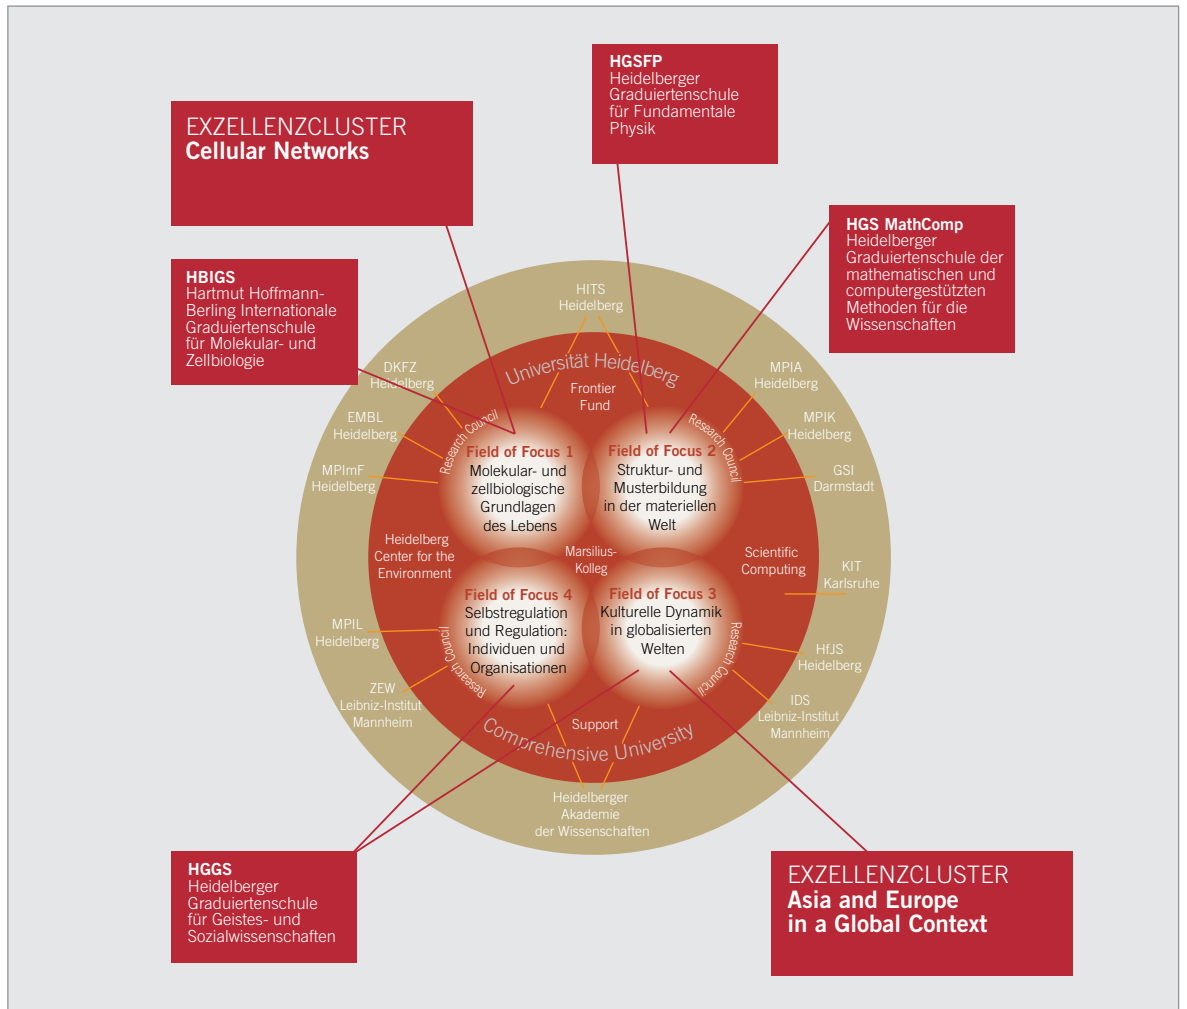 HGSFP
Heidelberger
Graduiertenschule
für Fundamentale
Physik
EXZELLENZCLUSTER
Cellular Networks
HGS MathComp
Heidelberger
Graduiertenschule der
mathematischen und
computergestützten
Methoden für die
Wissenschaften
HBIGS
Hartmut Hoffmann-
Berling Internationale
Graduiertenschule
für Molekular- und
Zellbiologie
HITS
Heidelberg
DKFZ
Heidelberg
EMBL
Heidelberg
MPImF
Heidelberg
MPIA
Heidelberg
MPIK
Heidelberg
GSI
Darmstadt
Universität Heidelberg
Frontier
Fund
Research Council
Research Council
Field of Focus 1
Molekular- und
zellbiologische
Grundlagen
des Lebens
Field of Focus 2
Struktur- und
Musterbildung
in der materiellen
Welt
Heidelberg
Center for the
Environment
Marsilius-
Kolleg
Scientific
Computing
KIT
Karlsruhe
Field of Focus 4
Selbstregulation
und Regulation:
Individuen und
Organisationen
Field of Focus 3
Kulturelle Dynamik
in globalisierten
Welten
Research Council
Research Council
MPIL
Heidelberg
ZEW
Leibniz-Institut
Mannheim
HfJS
Heidelberg
IDS
Leibniz-Institut
Mannheim
Support
Comprehensive University
Heidelberger
Akademie
der Wissenschaften
HGGS
Heidelberger
Graduiertenschule
für Geistes- und
Sozialwissenschaften
EXZELLENZCLUSTER
Asia and Europe
in a Global Context